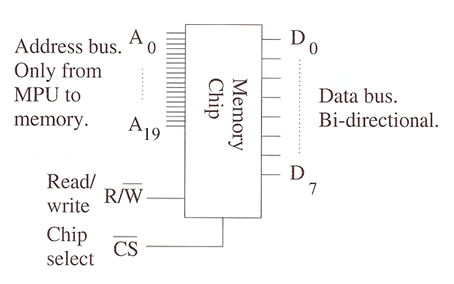 Address bus.
Only from
MPU to
memory.
A0
A19
Memory
Chip
D0
D7
Data bus.
Bi-directional.
Read/
write
R/W̅
Chip
select
C̅S̅